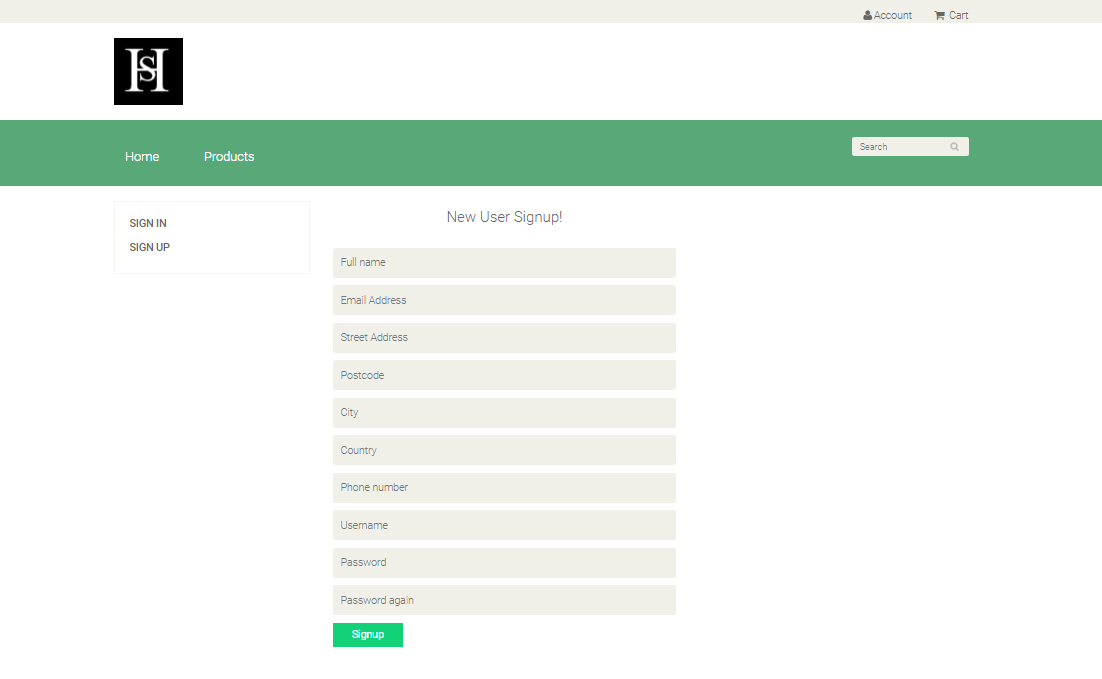 Account Cart
HS
Home Products Search
SIGN IN
SIGN UP
New User Signup!
Full name
Email Address
Street Address
Postcode
City
Country
Phone number
Username
Password
Password again
Signup